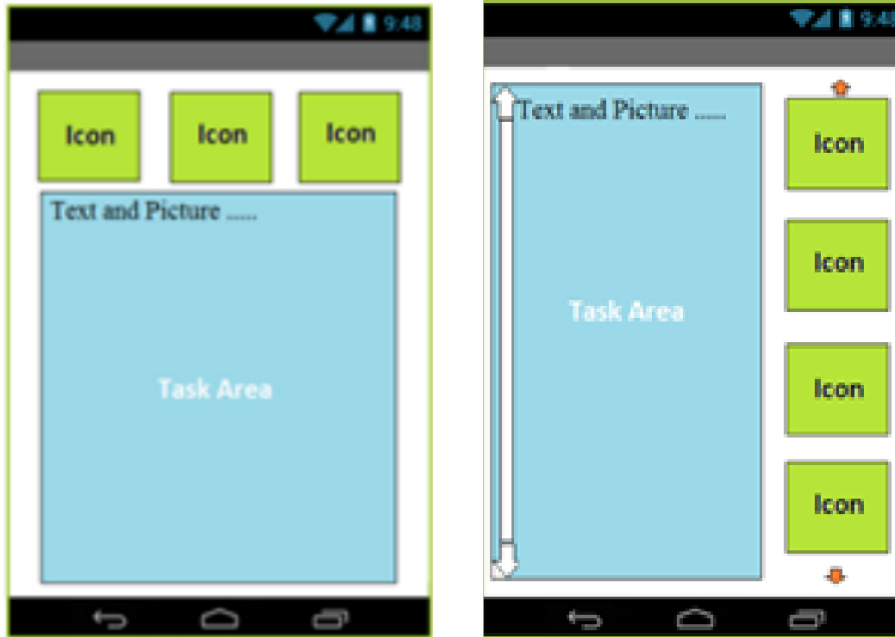 9:48
Icon Icon Icon
Text and Picture .....
Task Area
9:48
Text and Picture .....
Task Area
Icon
Icon
Icon
Icon